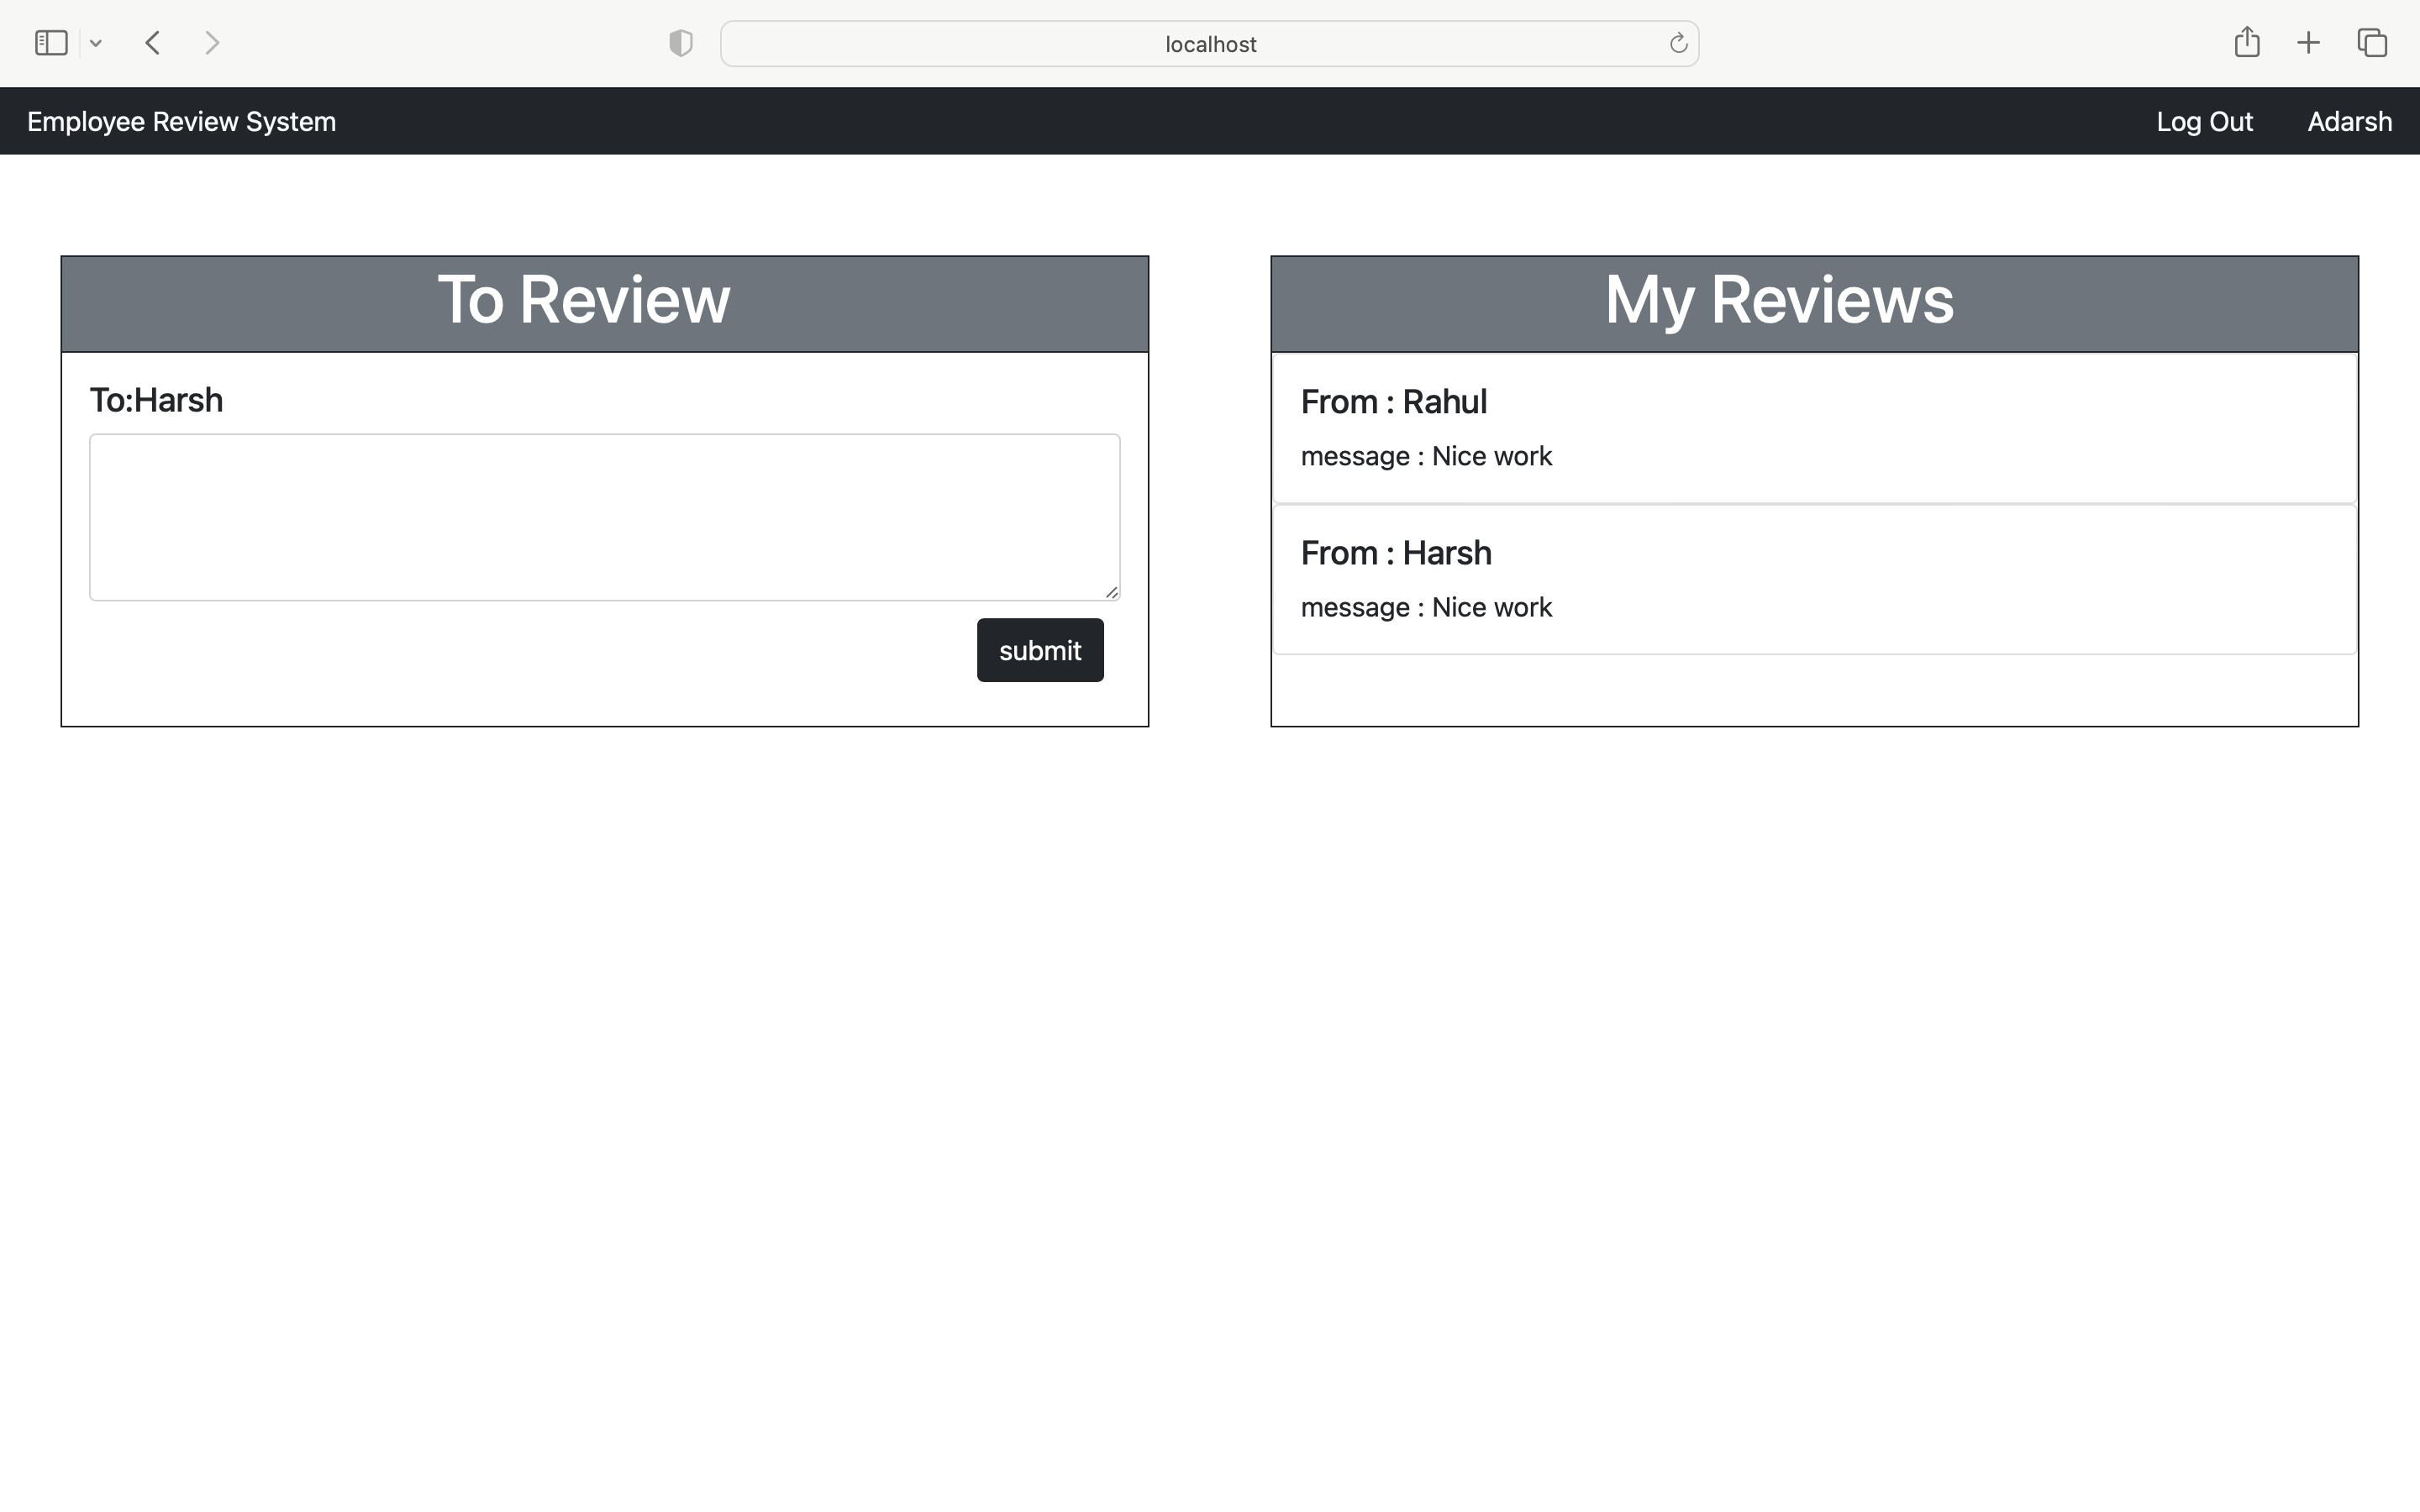 localhost
Employee Review System
Log Out
Adarsh
To Review
To:Harsh
submit
My Reviews
From : Rahul
message : Nice work
From : Harsh
message : Nice work